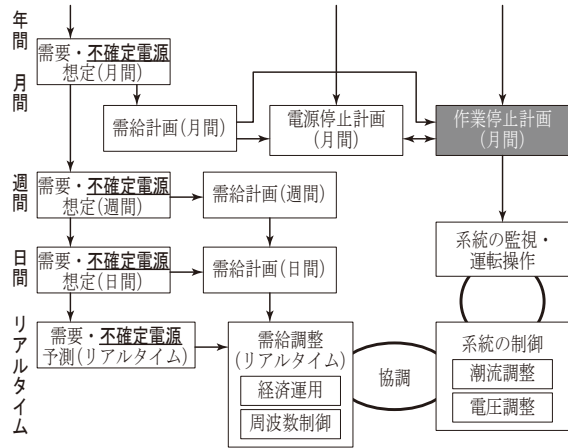 年間
月間
需要・不確定電源
想定(月間)
需給計画(月間)
電源停止計画
(月間)
作業停止計画
(月間)
週間
需要・不確定電源
想定(週間)
需給計画(週間)
系統の監視・
運転操作
日間
需要・不確定電源
想定(日間)
需給計画(日間)
リアルタイム
需要・不確定電源
予測(リアルタイム)
需給調整
(リアルタイム)
経済運用
周波数制御
協調
系統の制御
潮流調整
電圧調整